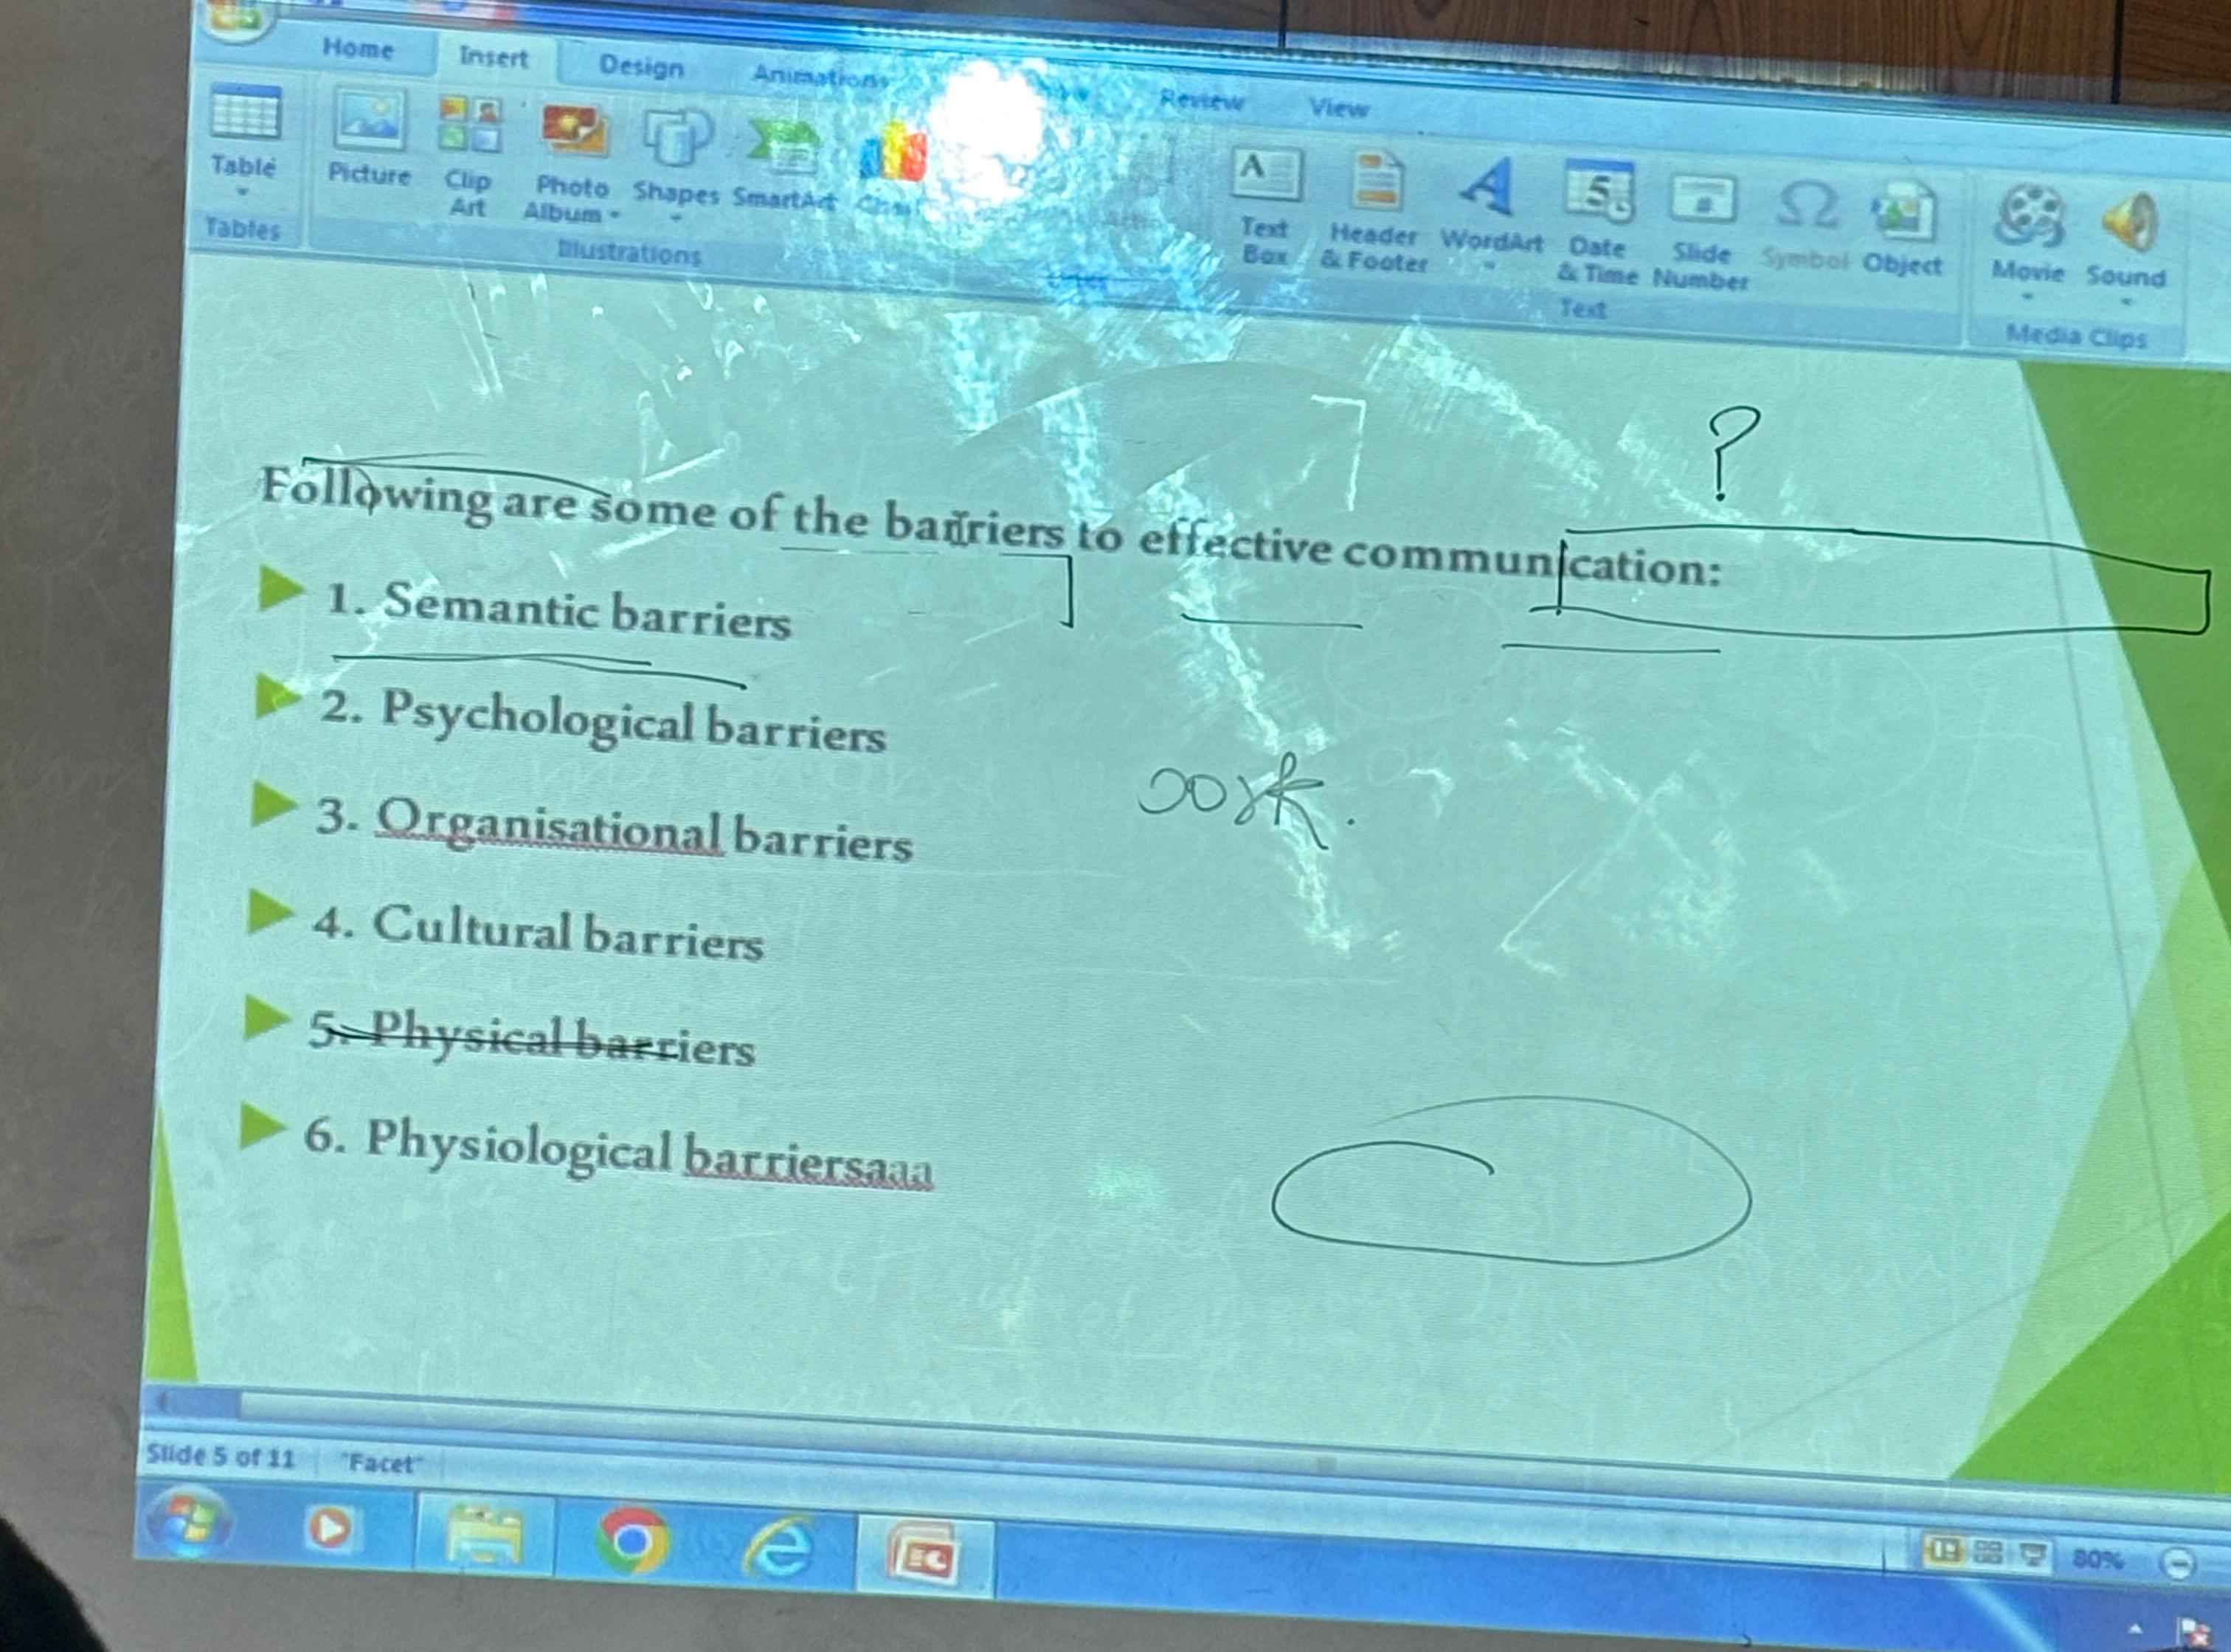 Home Insert Design Animations Review View
Table Picture Clip Art Photo Album Shapes SmartArt Chart Text Box Header & Footer WordArt Date & Time Slide Number Symbol Object Movie Sound
Tables Illustrations Text Media Clips
?
Following are some of the barriers to effective communication:
1. Semantic barriers
2. Psychological barriers
3. Organisational barriers
4. Cultural barriers
5. Physical barriers
6. Physiological barriersaaa
Slide 5 of 11 "Facet"
80%